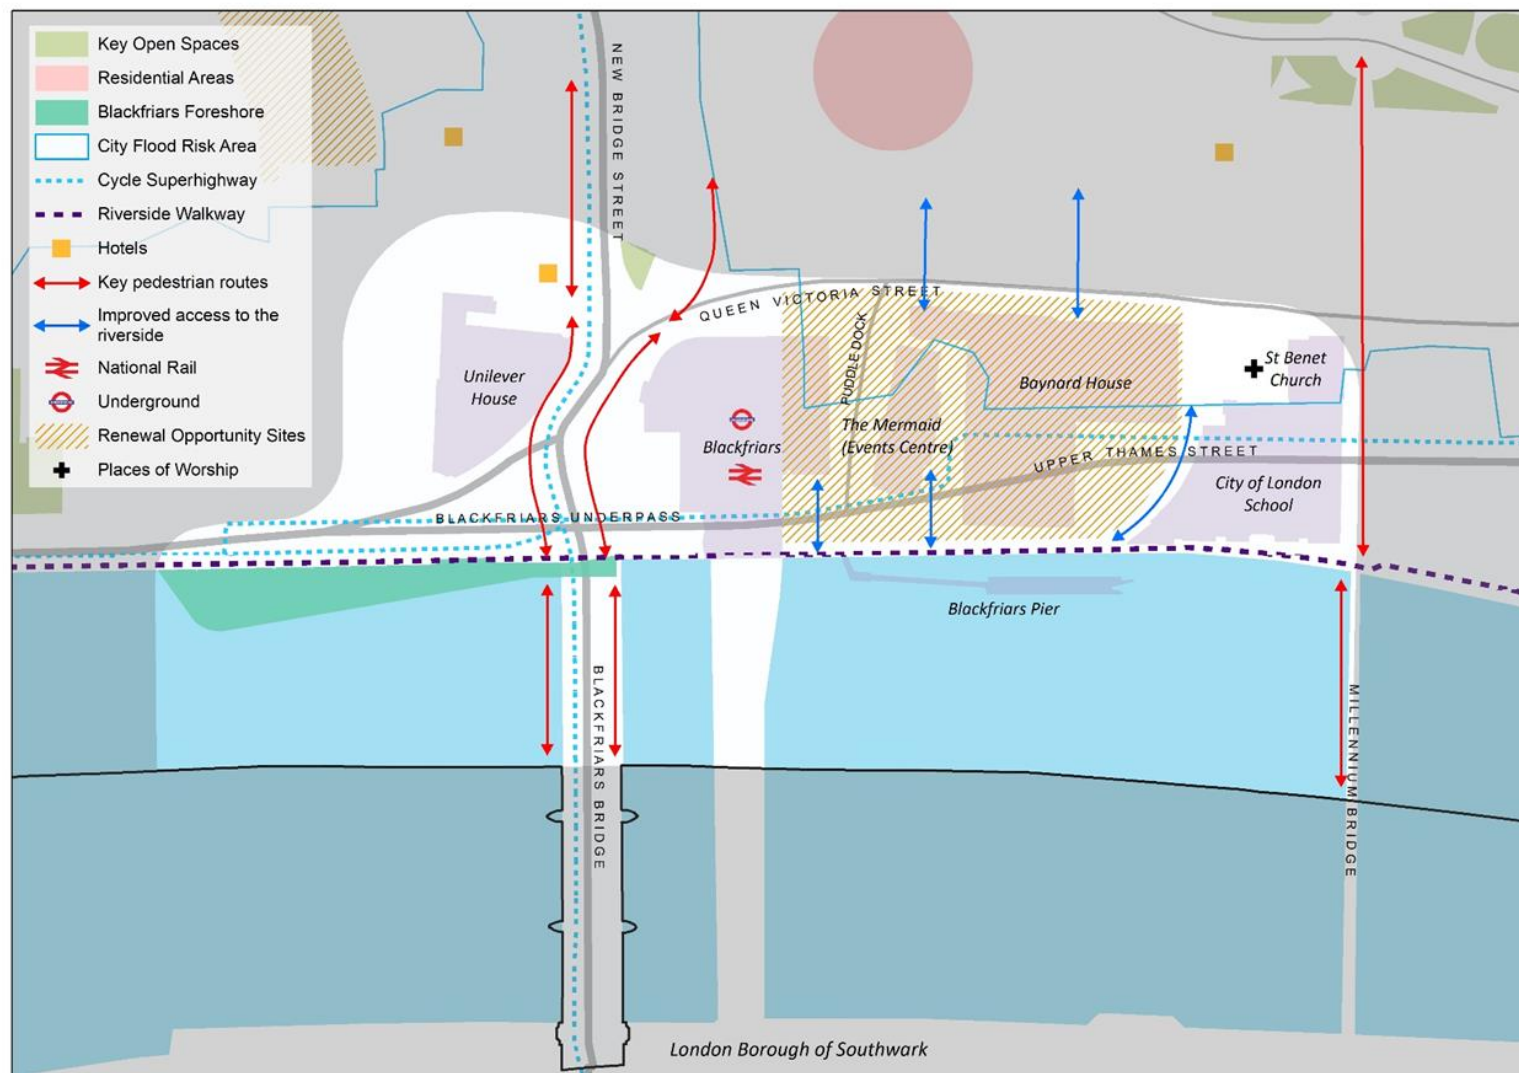 Key Open Spaces
Residential Areas
Blackfriars Foreshore
City Flood Risk Area
Cycle Superhighway
Riverside Walkway
Hotels
Key pedestrian routes
Improved access to the
riverside
National Rail
Underground
Renewal Opportunity Sites
Places of Worship
NEW BRIDGE STREET
QUEEN VICTORIA STREET
PUDDLE DOCK
Unilever
House
Blackfriars
The Mermaid
(Events Centre)
Baynard House
St Benet
Church
UPPER THAMES STREET
City of London
School
BLACKFRIARS UNDERPASS
Blackfriars Pier
BLACKFRIARS BRIDGE
MILLENNIUM BRIDGE
London Borough of Southwark